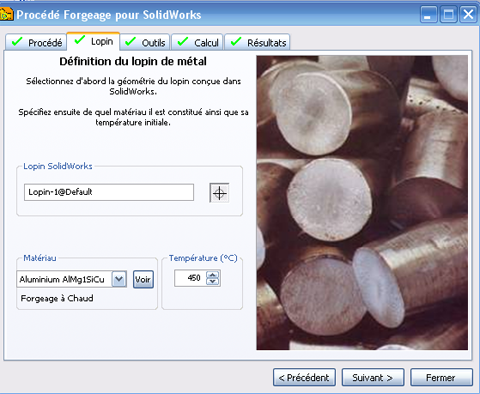 Procédé Forgeage pour SolidWorks
Procédé
Lopin
Outils
Calcul
Résultats
Définition du lopin de métal
Sélectionnez d'abord la géometrie du lopin conçue dans
SolidWorks.
Spécifiez ensuite de quel matériau il est constitué ainsi que sa
température initiale.
Lopin SolidWorks
Lopin-1@Default
Matériau
Aluminium AlMg1SiCu
Voir
Forgeage à Chaud
Température (°C)
450
< Précédent
Suivant >
Fermer